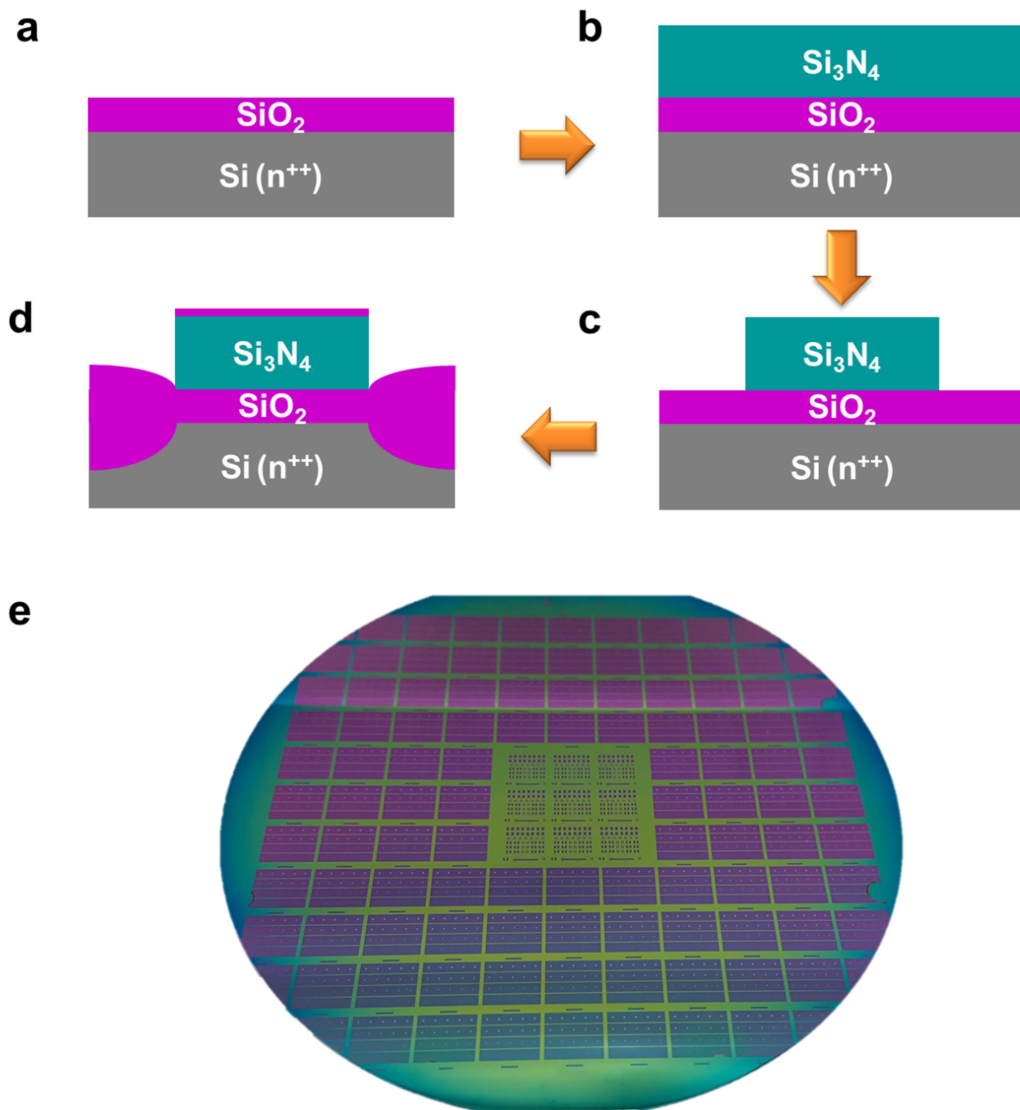 a
SiO₂
Si (n⁺⁺)
b
Si₃N₄
SiO₂
Si (n⁺⁺)
d
Si₃N₄
SiO₂
Si (n⁺⁺)
c
Si₃N₄
SiO₂
Si (n⁺⁺)
e